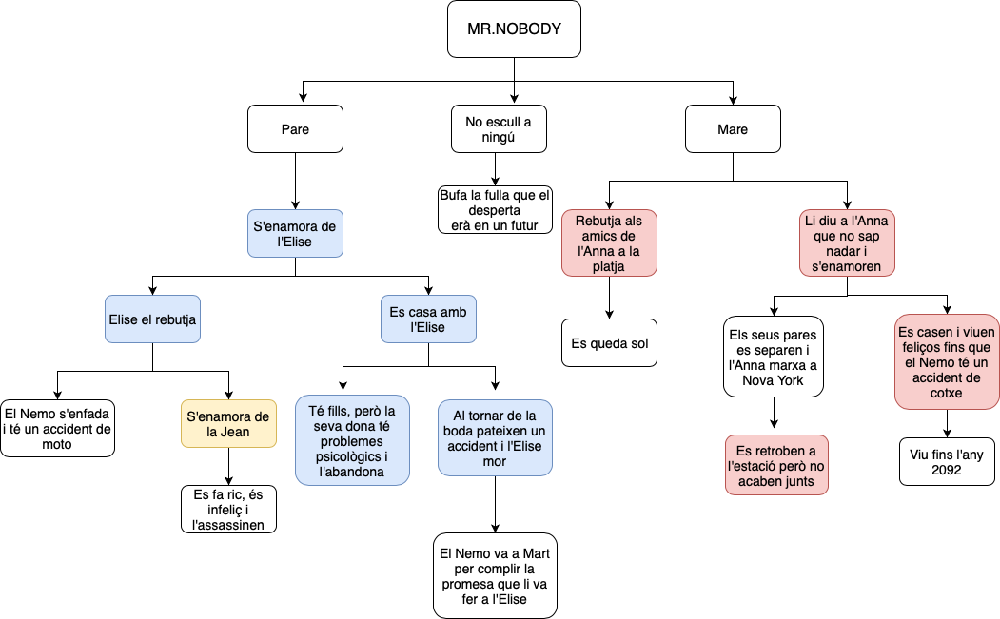 MR.NOBODY
Pare
No escull a
ningú
Mare
Bufa la fulla que el
desperta
erà en un futur
S'enamora de
l'Elise
Rebutja als
amics de
l'Anna a la
platja
Li diu a l'Anna
que no sap
nadar i
s'enamoren
Elise el rebutja
Es casa amb
l'Elise
Es queda sol
Els seus pares
es separen i
l'Anna marxa a
Nova York
Es casen i viuen
feliços fins que
el Nemo té un
accident de
cotxe
El Nemo s'enfada
i té un accident de
moto
S'enamora de
la Jean
Té fills, però la
seva dona té
problemes
psicològics i
l'abandona
Al tornar de la
boda pateixen un
accident i l'Elise
mor
Es retroben a
l'estació però no
acaben junts
Viu fins l'any
2092
Es fa ric, és
infeliç i
l'assassinen
El Nemo va a Mart
per complir la
promesa que li va
fer a l'Elise